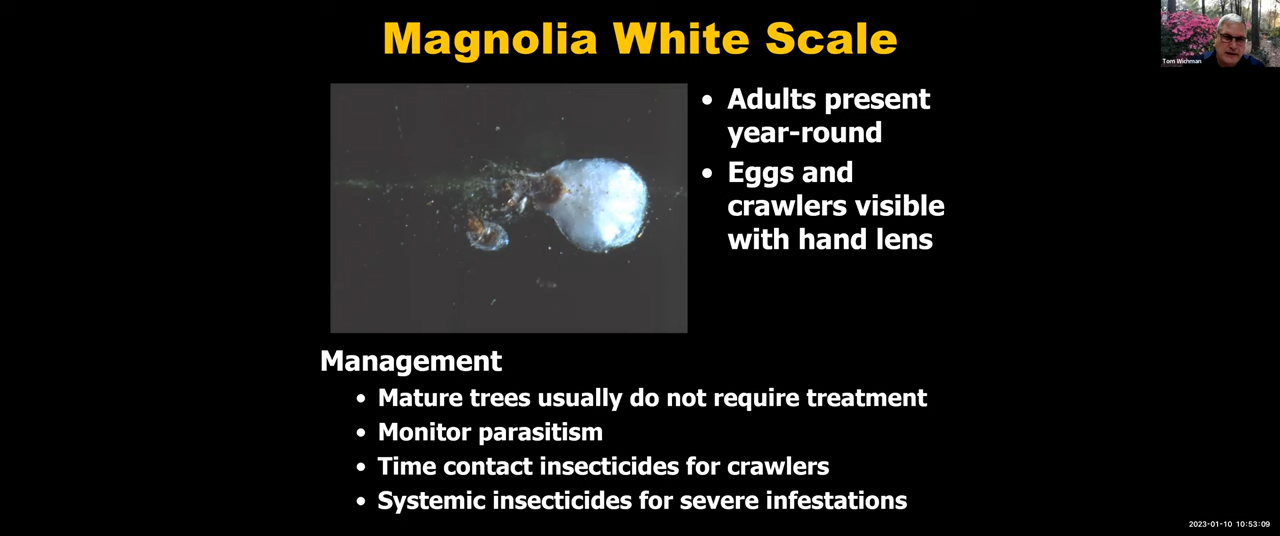 Magnolia White Scale
Tom Wichman
• Adults present
year-round
• Eggs and
crawlers visible
with hand lens
Management
• Mature trees usually do not require treatment
• Monitor parasitism
• Time contact insecticides for crawlers
• Systemic insecticides for severe infestations
2023-01-10 10:53:09